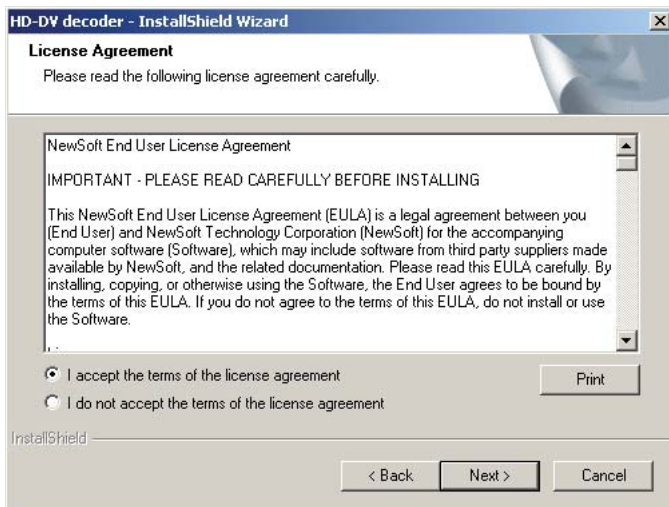 HD-DV decoder - InstallShield Wizard
License Agreement
Please read the following license agreement carefully.
NewSoft End User License Agreement
IMPORTANT - PLEASE READ CAREFULLY BEFORE INSTALLING
This NewSoft End User License Agreement (EULA) is a legal agreement between you
(End User) and NewSoft Technology Corporation (NewSoft) for the accompanying
computer software (Software), which may include software from third party suppliers made
available by NewSoft, and the related documentation. Please read this EULA carefully. By
installing, copying, or otherwise using the Software, the End User agrees to be bound by
the terms of this EULA. If you do not agree to the terms of this EULA, do not install or use
the Software.
I accept the terms of the license agreement
Print
I do not accept the terms of the license agreement
InstallShield
< Back
Next >
Cancel